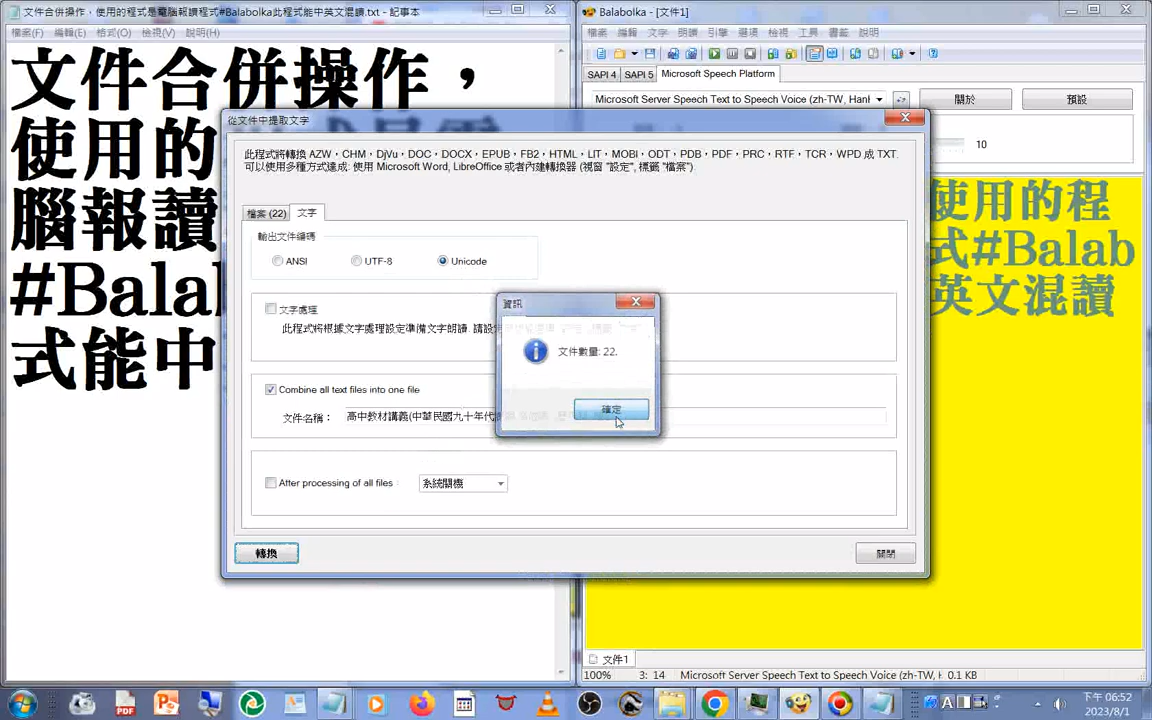 文件合併操作，使用的程式是電腦報讀程式#Balabolka此程式能中英文混讀.txt - 記事本
檔案(F) 編輯(E) 格式(O) 檢視(V) 說明(H)
文件合併操作，
使用的
腦報讀
#Balal
式能中
Balabolka - [文件1]
檔案 編輯 文字 朗讀 引擎 選項 檢視 工具 書籤 說明
SAPI 4 SAPI 5 Microsoft Speech Platform
Microsoft Server Speech Text to Speech Voice (zh-TW, Hanl
關於
預設
10
使用的程
式#Balab
英文混讀
從文件中提取文字
此程式將轉換 AZW，CHM，DjVu，DOC，DOCX，EPUB，FB2，HTML，LIT，MOBI，ODT，PDB，PDF，PRC，RTF，TCR，WPD 成 TXT.
可以使用多種方式達成: 使用 Microsoft Word, LibreOffice 或者內建轉換器 (視窗 "設定", 標籤 "檔案").
檔案 (22) 文字
輸出文件編碼
ANSI UTF-8 Unicode
文字處理
此程式將根據文字處理設定準備文字朗讀. 請設
Combine all text files into one file
文件名稱： 高中教材講義(中華民國九十年代
After processing of all files 系統關機
轉換
關閉
資訊
文件數量: 22.
確定
文件1
100% 3: 14 Microsoft Server Speech Text to Speech Voice (zh-TW, H 0.1 KB
下午 06:52
2023/8/1